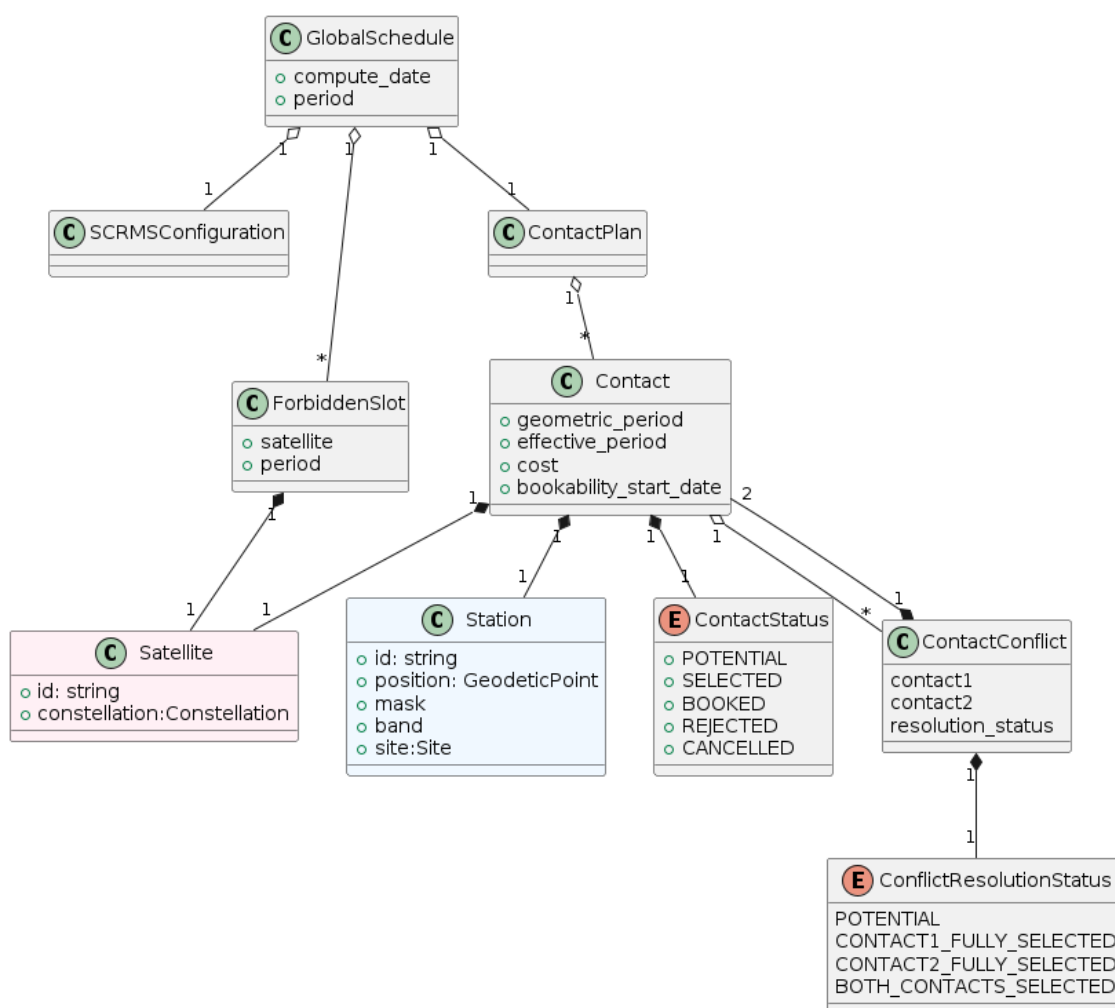 C GlobalSchedule
compute_date
period
1 1 1
1 1
C SCRMSConfiguration
C ContactPlan
1
* *
C Contact
geometric_period
effective_period
cost
bookability_start_date
C ForbiddenSlot
satellite
period
1 1 1 1 1 2
1 1 1 1 1 *
C Satellite
id: string
constellation:Constellation
C Station
id: string
position: GeodeticPoint
mask
band
site:Site
E ContactStatus
POTENTIAL
SELECTED
BOOKED
REJECTED
CANCELLED
C ContactConflict
contact1
contact2
resolution_status
1
1
E ConflictResolutionStatus
POTENTIAL
CONTACT1_FULLY_SELECTED
CONTACT2_FULLY_SELECTED
BOTH_CONTACTS_SELECTED